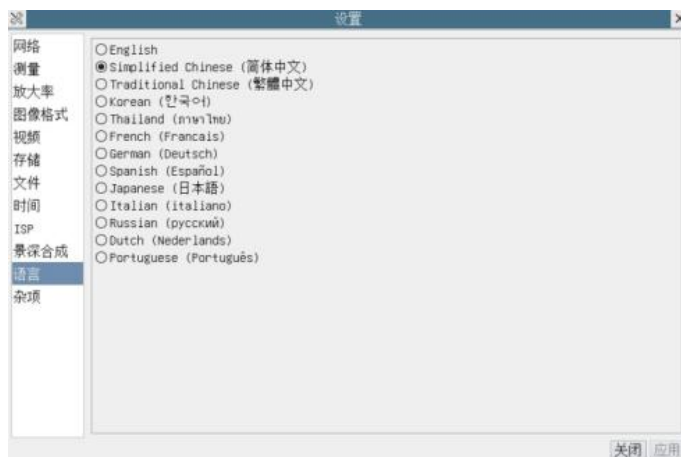 设置
网络
测量
放大率
图像格式
视频
存储
文件
时间
ISP
景深合成
语言
杂项
English
Simplified Chinese (简体中文)
Traditional Chinese (繁體中文)
Korean (한국어)
Thailand (ภาษาไทย)
French (Francais)
German (Deutsch)
Spanish (Español)
Japanese (日本語)
Italian (italiano)
Russian (русский)
Dutch (Nederlands)
Portuguese (Português)
关闭 应用